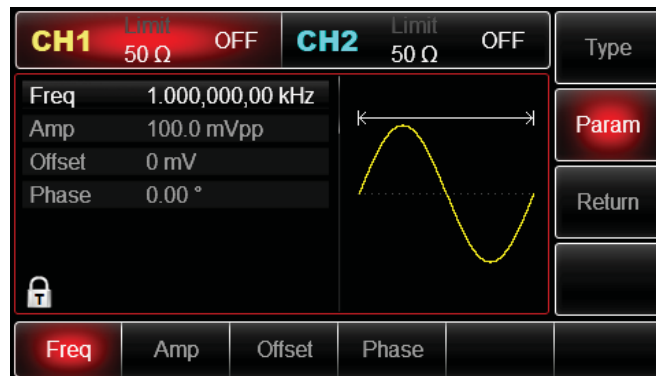 CH1 Limit 50 Ω OFF
CH2 Limit 50 Ω OFF
Type
Freq 1.000,000,00 kHz
Amp 100.0 mVpp
Offset 0 mV
Phase 0.00 °
Param
Return
T
Freq Amp Offset Phase